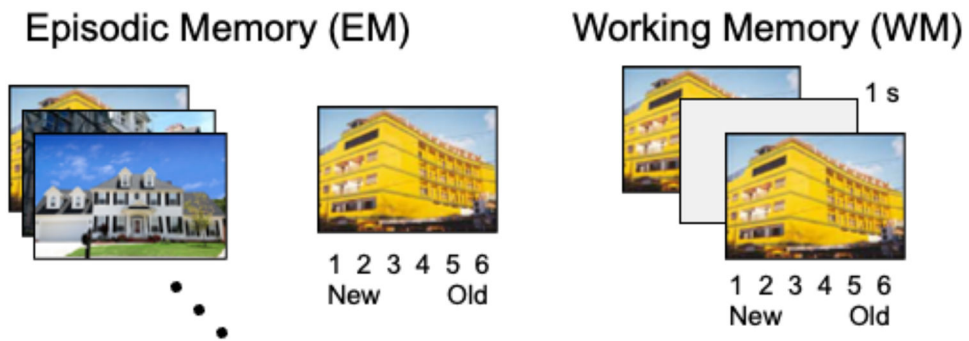 Episodic Memory (EM)
Working Memory (WM)
1 s
1 2 3 4 5 6
New Old
1 2 3 4 5 6
New Old